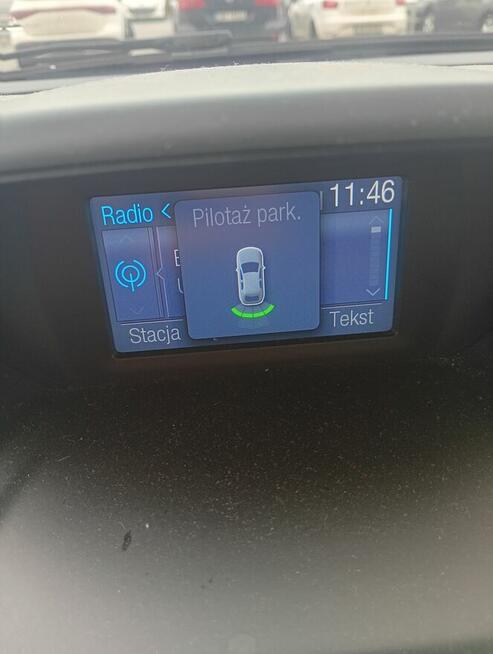 Radio < 11:46
Pilotaż park.
Stacja Tekst